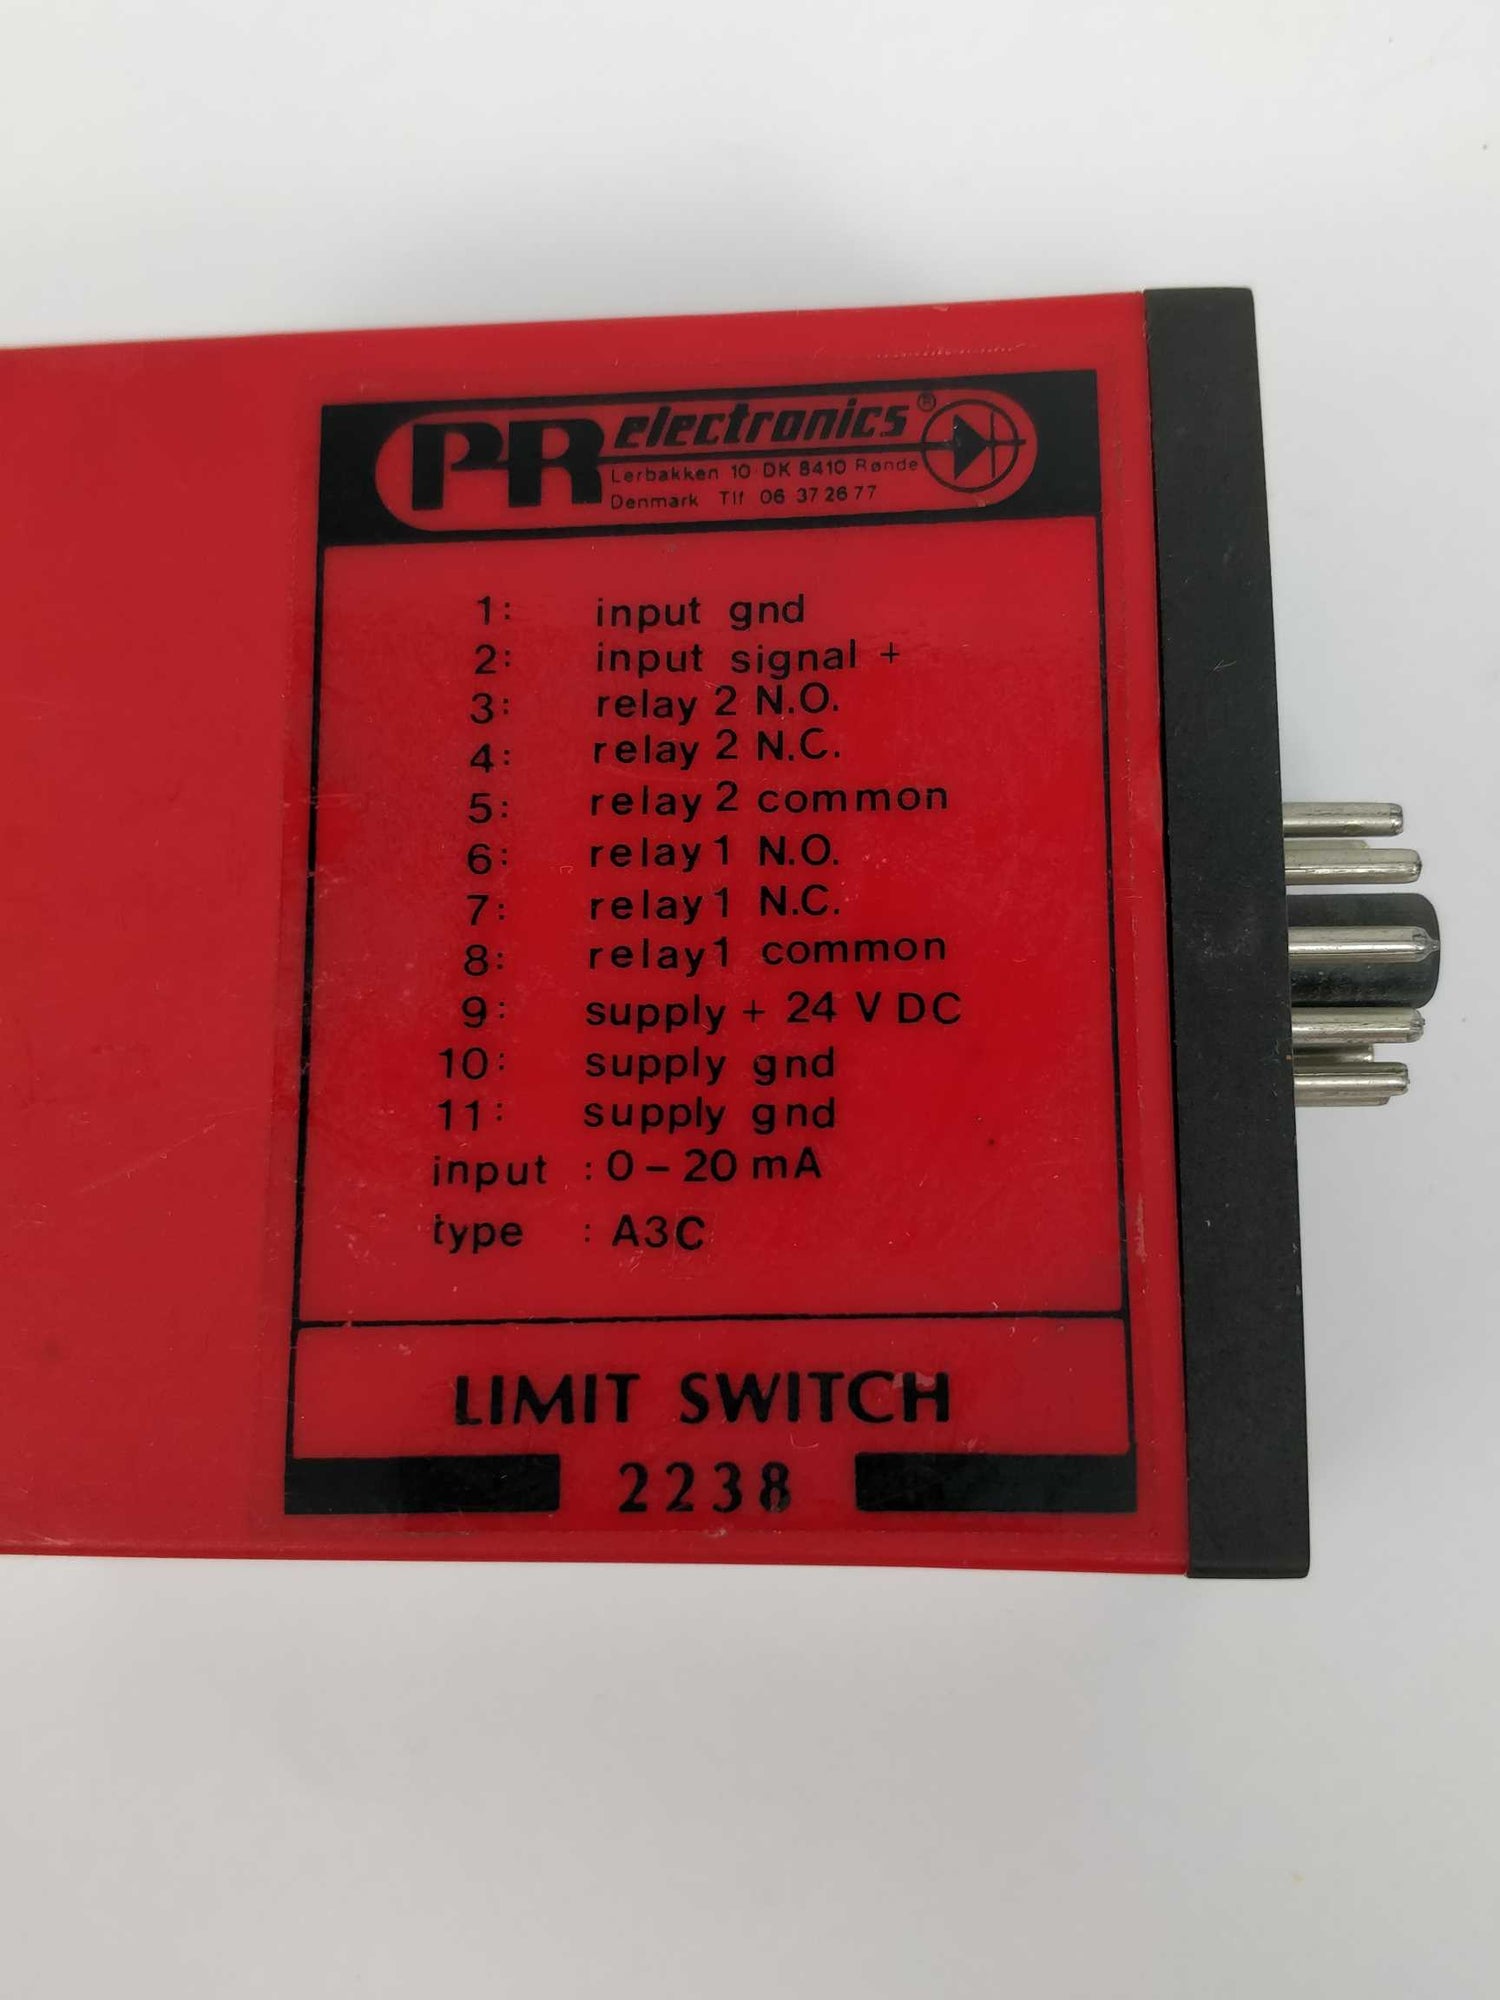 PR electronics®
Lerbakken 10 DK 8410 Rønde
Denmark Tlf 06 37 26 77
1: input gnd
2: input signal +
3: relay 2 N.O.
4: relay 2 N.C.
5: relay 2 common
6: relay 1 N.O.
7: relay 1 N.C.
8: relay 1 common
9: supply + 24 V DC
10: supply gnd
11: supply gnd
input : 0 – 20 mA
type : A3C
LIMIT SWITCH
2238